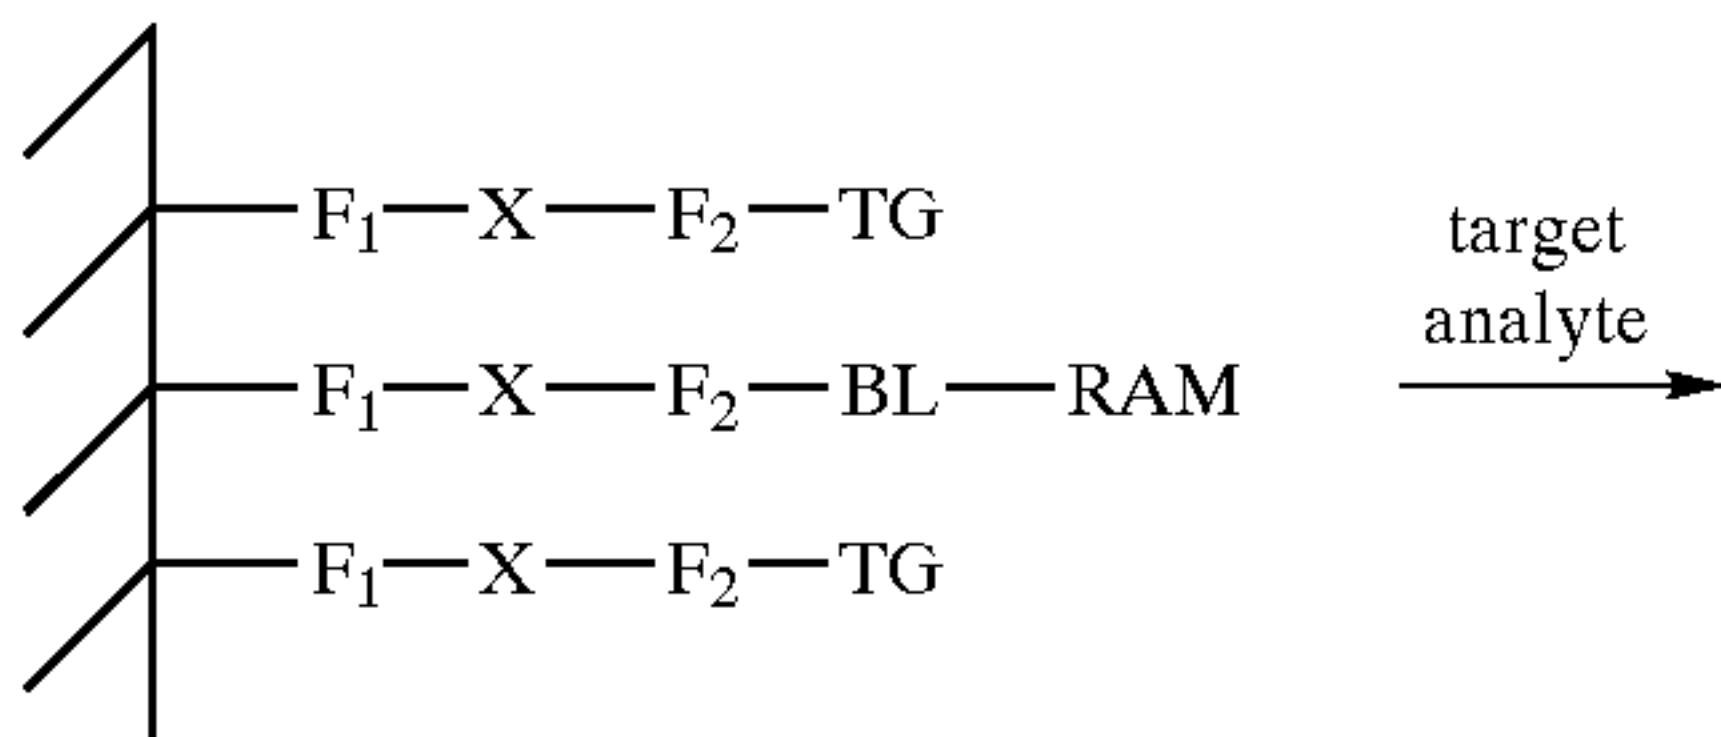 F₁—X—F₂—TG
target
analyte
F₁—X—F₂—BL—RAM
F₁—X—F₂—TG